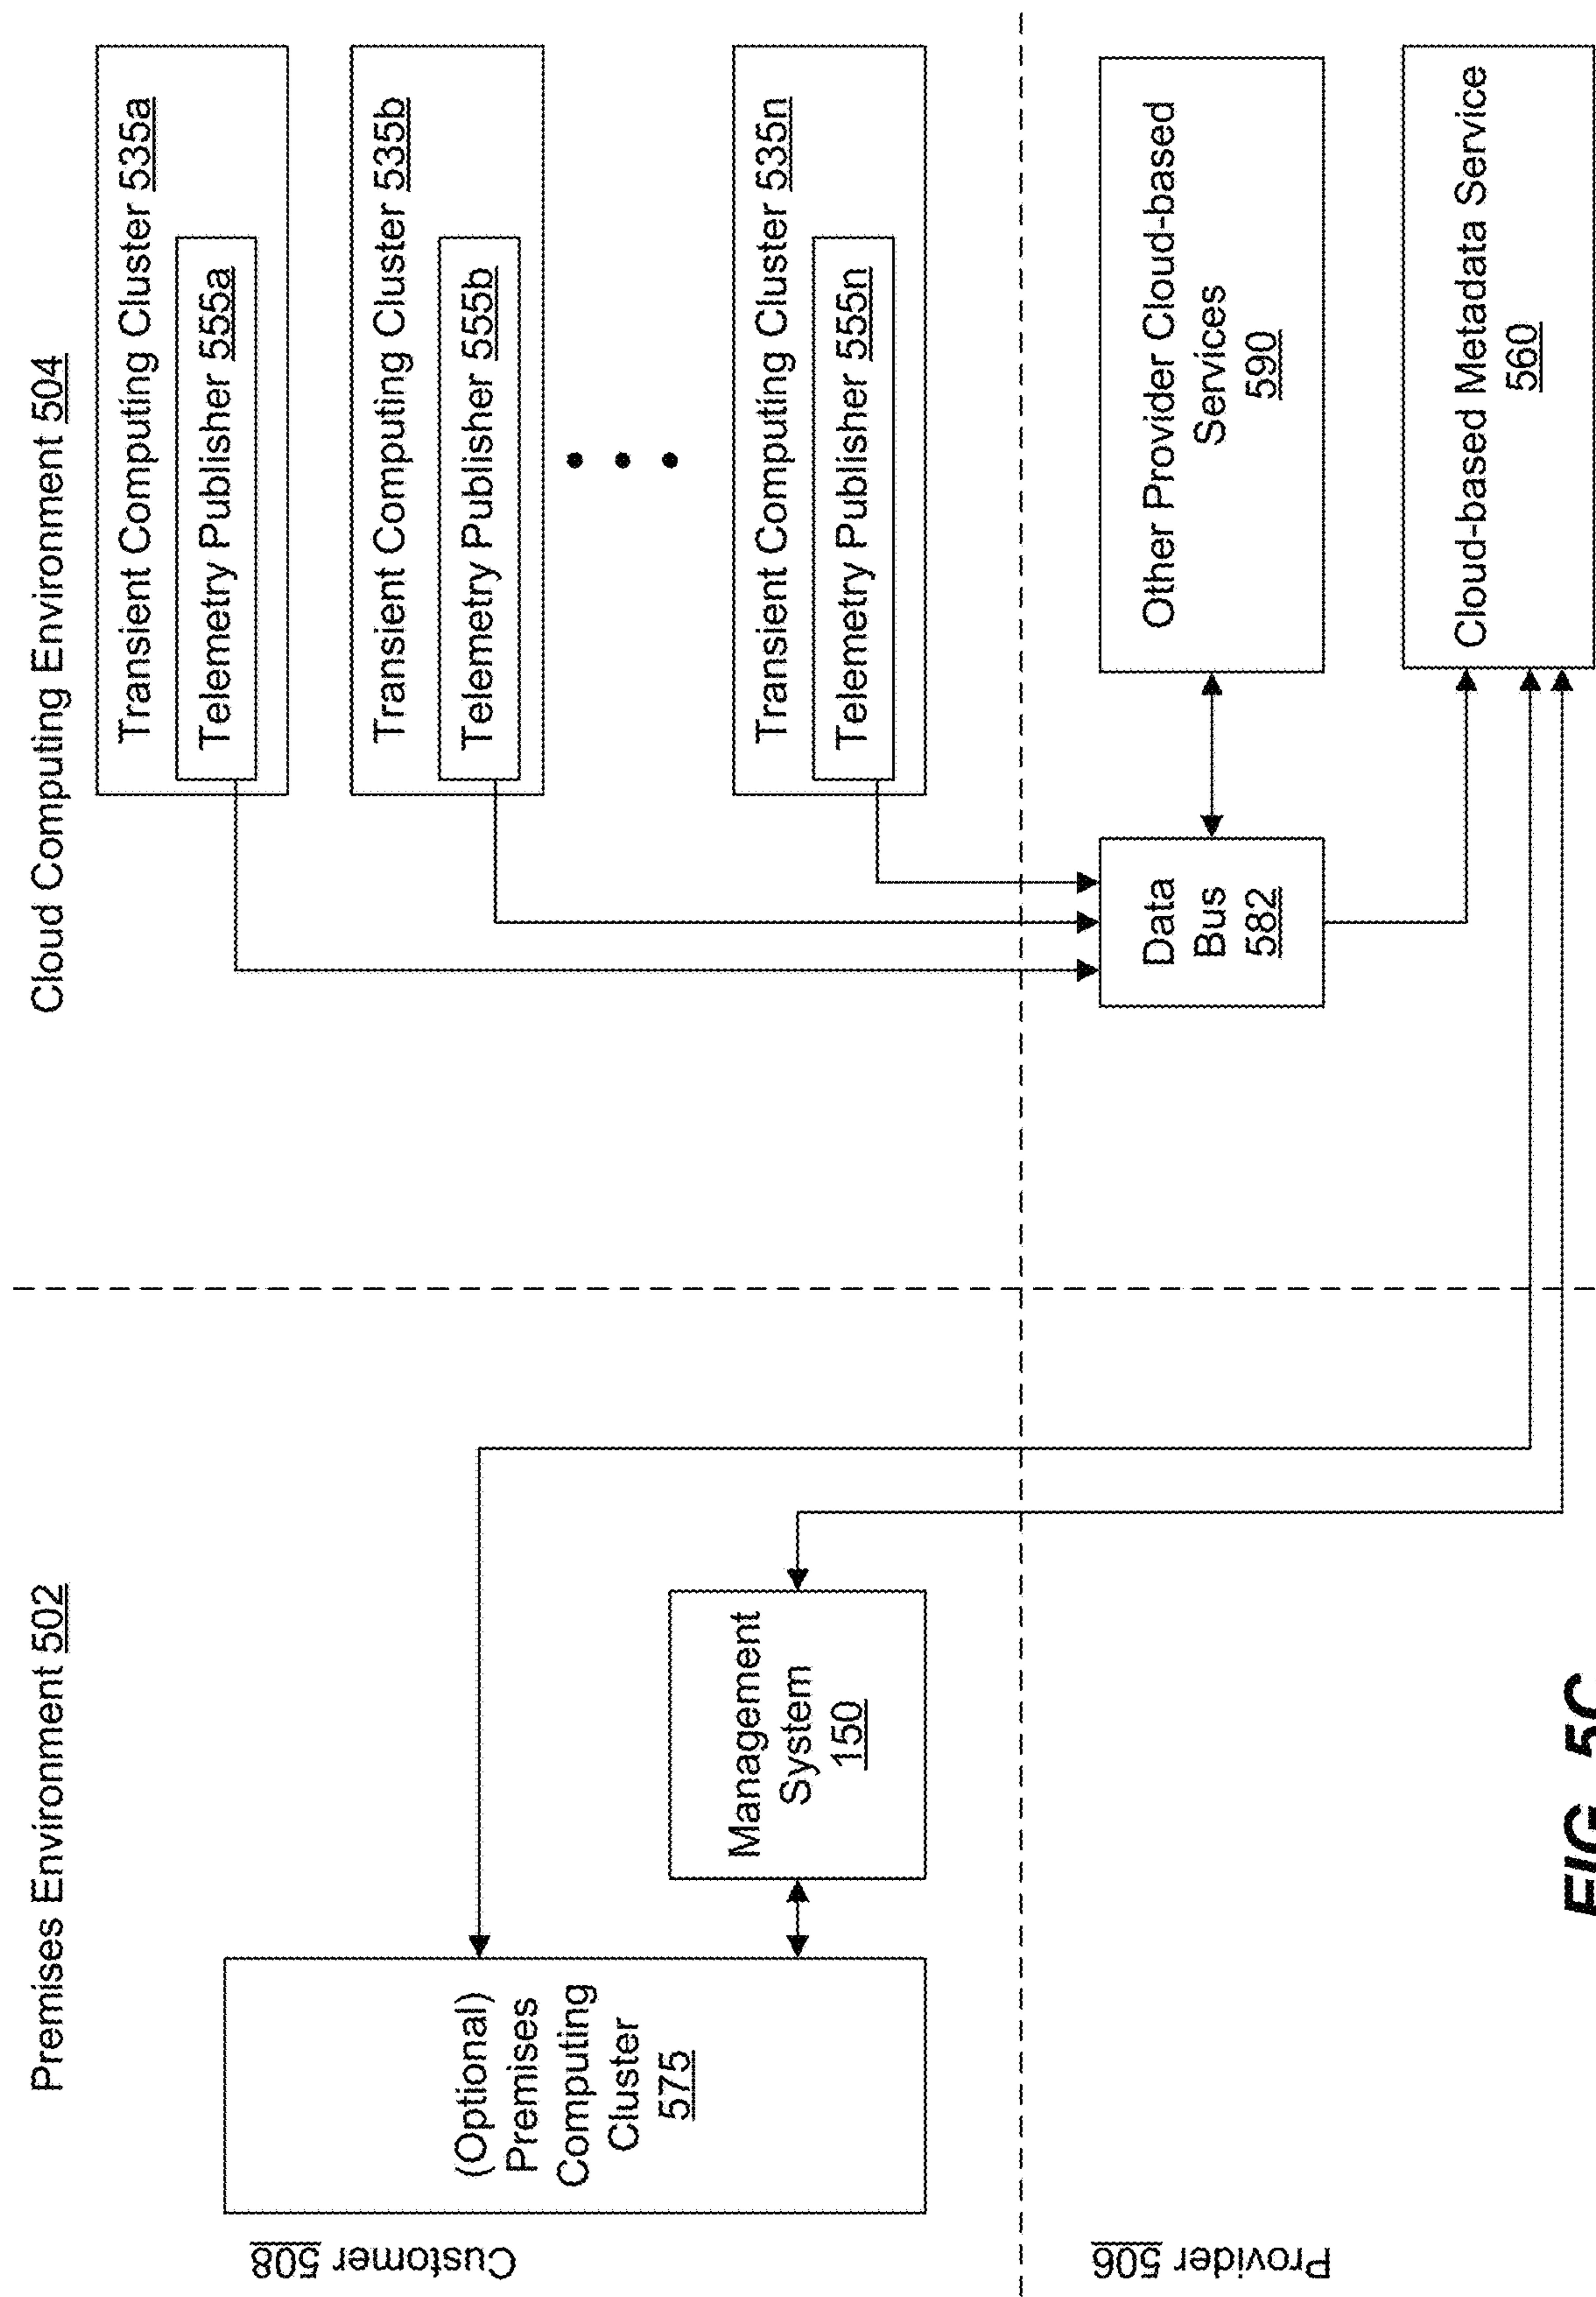 Premises Environment 502
Cloud Computing Environment 504
Customer 508
(Optional)
Premises
Computing
Cluster
575
Management
System
150
Transient Computing Cluster 535a
Telemetry Publisher 555a
Transient Computing Cluster 535b
Telemetry Publisher 555b
Transient Computing Cluster 535n
Telemetry Publisher 555n
Provider 506
Data
Bus
582
Other Provider Cloud-based
Services
590
Cloud-based Metadata Service
560
FIG. 5C